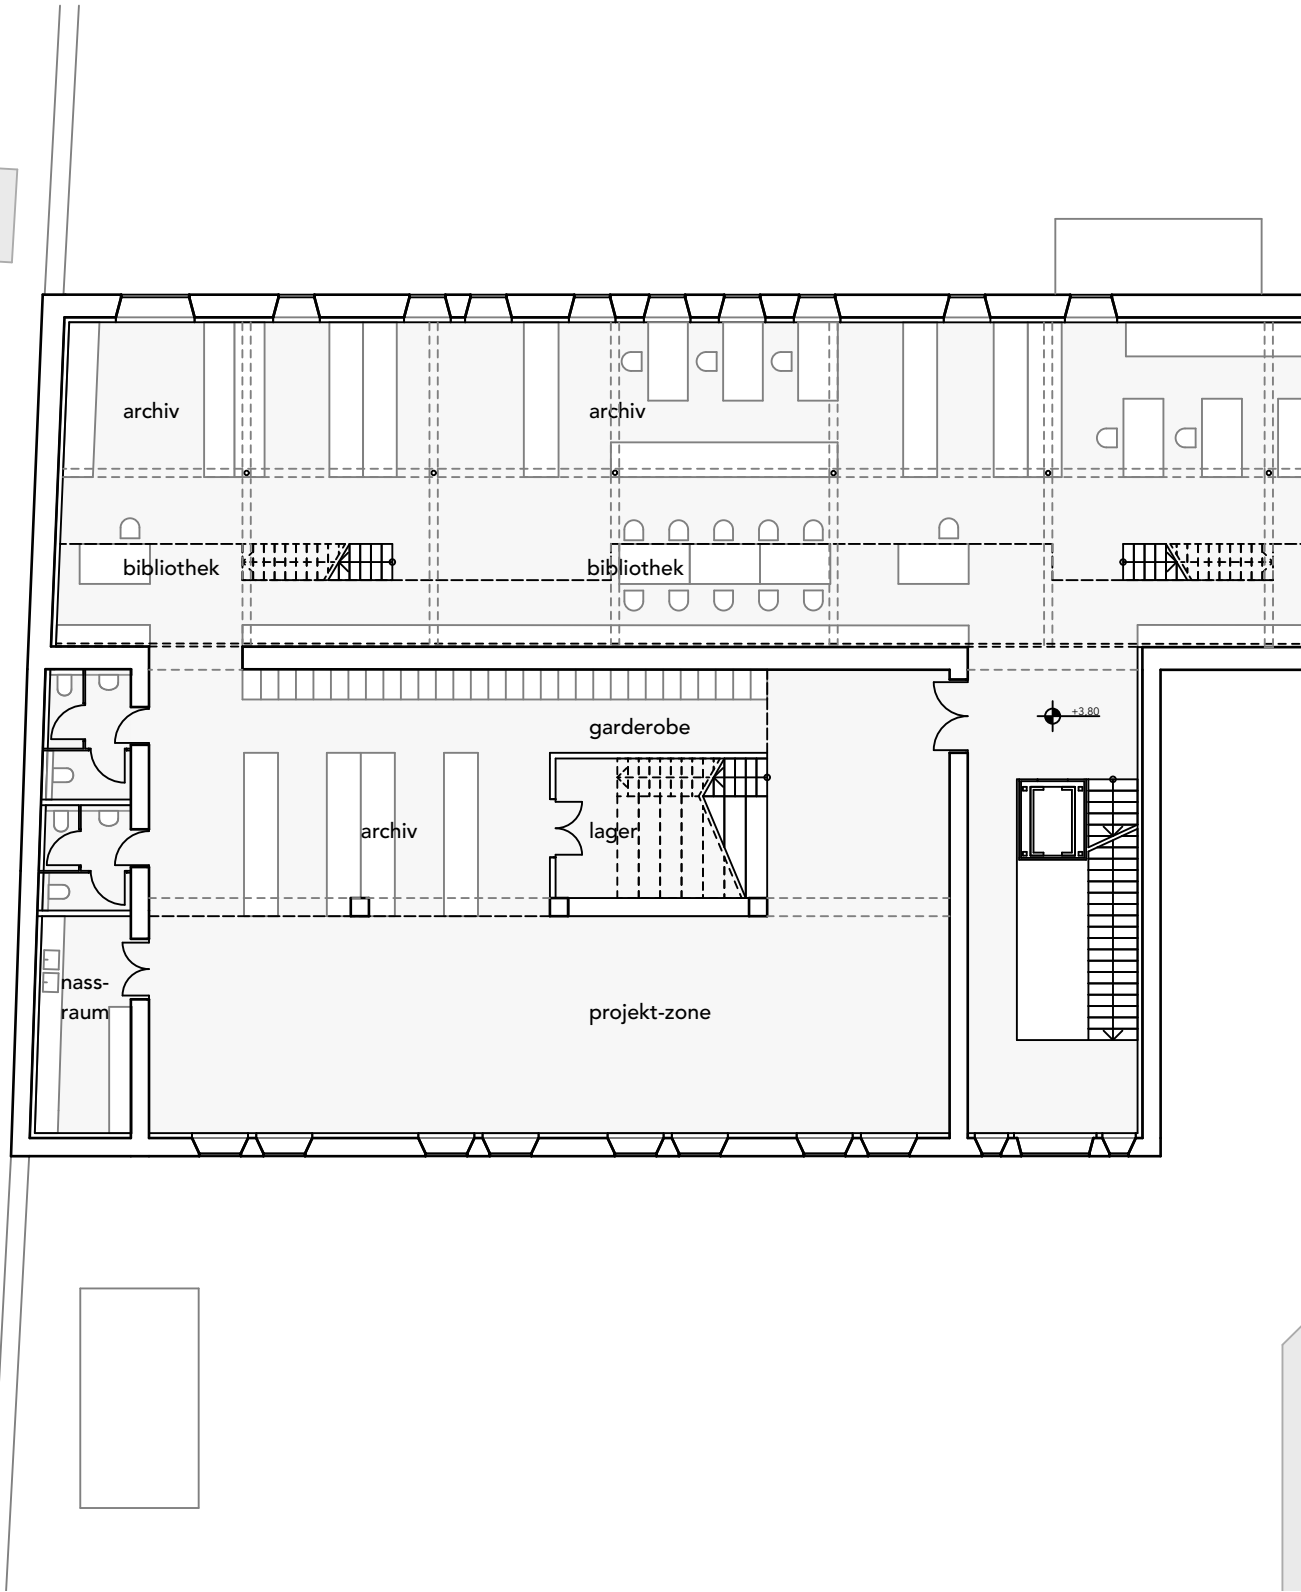 archiv
archiv
bibliothek
bibliothek
garderobe
+3.80
archiv
lager
nass-
raum
projekt-zone